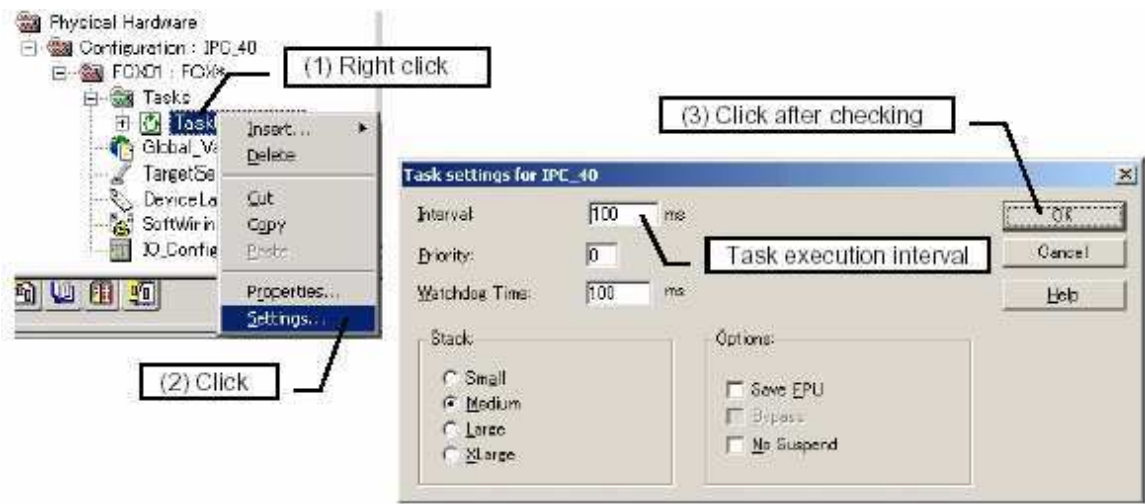 Physical Hardware
Configuration : IPC_40
FCX01 : FCX
(1) Right click
Tasks
Task
Global_Va
TargetSe
DeviceLa
SoftWirin
IO_Config
Insert...
Delete
Cut
Copy
Paste
Properties...
Settings...
(2) Click
(3) Click after checking
Task settings for IPC_40
Interval:
100
ms
OK
Priority:
0
Task execution interval
Cancel
Watchdog Time:
100
ms
Help
Stack:
Small
Medium
Large
XLarge
Options:
Save FPU
Bypass
No Suspend